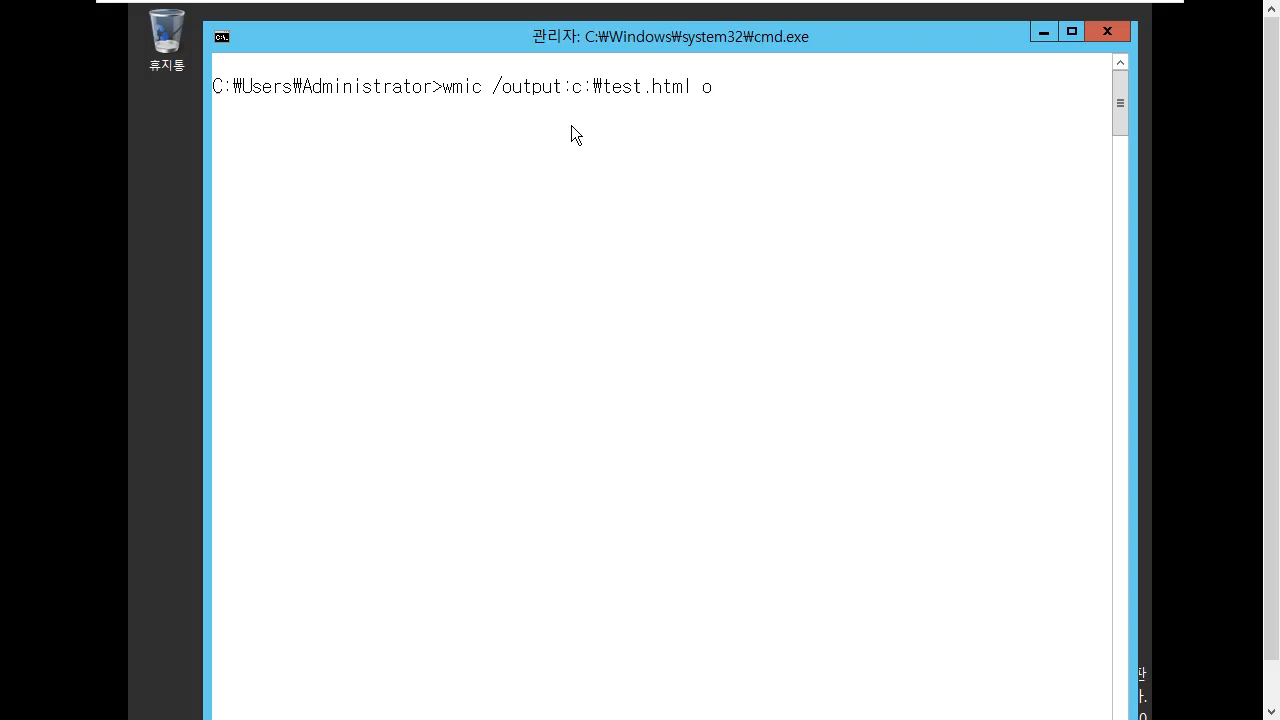 휴지통
관리자: C:₩Windows₩system32₩cmd.exe
C:₩Users₩Administrator>wmic /output:c:₩test.html o